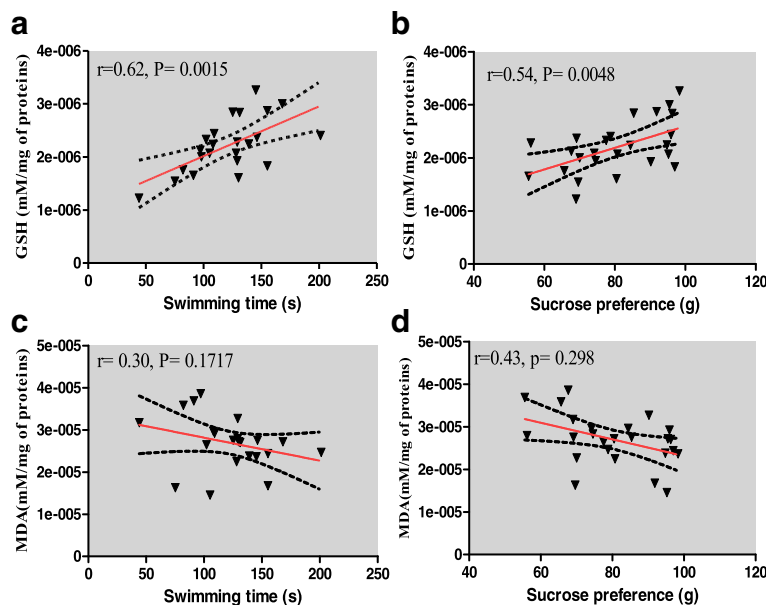 a
r=0.62, P= 0.0015
GSH (mM/mg of proteins)
4e-006
3e-006
2e-006
1e-006
0
0 50 100 150 200 250
Swimming time (s)
b
r=0.54, P= 0.0048
GSH (mM/mg of proteins)
4e-006
3e-006
2e-006
1e-006
0
40 60 80 100 120
Sucrose preference (g)
c
r= 0.30, P= 0.1717
MDA(mM/mg of proteins)
5e-005
4e-005
3e-005
2e-005
1e-005
0
0 50 100 150 200 250
Swimming time (s)
d
r=0.43, p= 0.298
MDA(mM/mg of proteins)
5e-005
4e-005
3e-005
2e-005
1e-005
0
40 60 80 100 120
Sucrose preference (g)